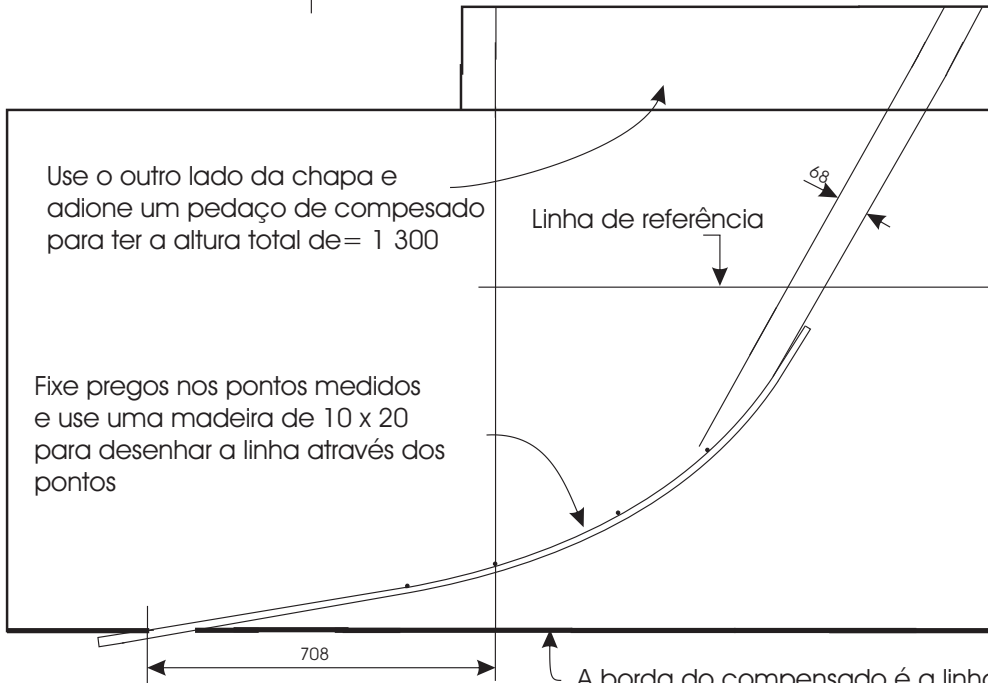 Use o outro lado da chapa e
adione um pedaço de compesado
para ter a altura total de= 1 300
68
Linha de referência
Fixe pregos nos pontos medidos
e use uma madeira de 10 x 20
para desenhar a linha através dos
pontos
708
A borda do compensado é a linha